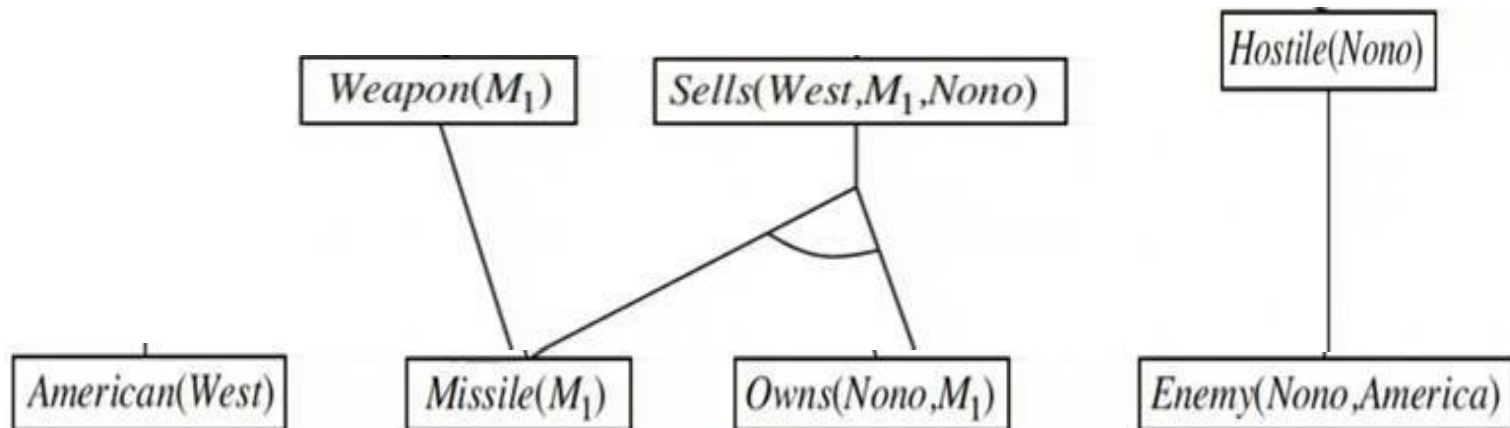 Hostile(Nono)
Weapon(M₁)
Sells(West,M₁,Nono)
American(West)
Missile(M₁)
Owns(Nono,M₁)
Enemy(Nono,America)